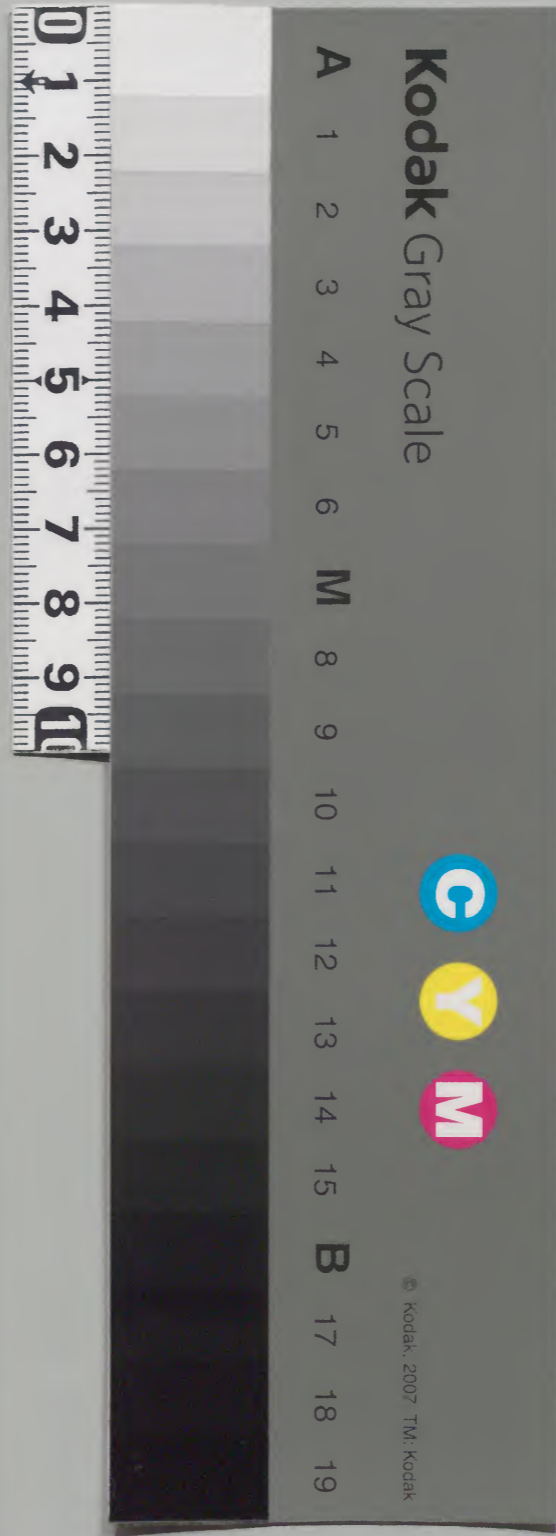 Kodak Gray Scale
C Y M
© Kodak, 2007 TM: Kodak
A 1 2 3 4 5 6 M 8 9 10 11 12 13 14 15 B 17 18 19
0 1 2 3 4 5 6 7 8 9 10